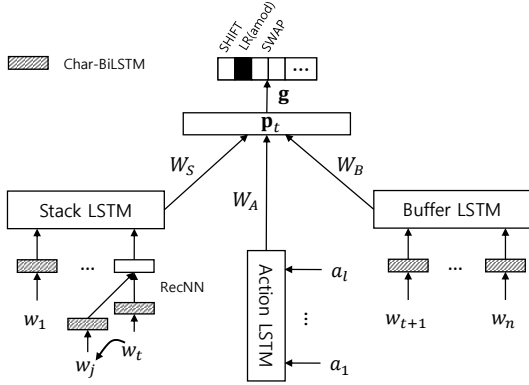 SHIFT
LR(amod)
SWAP
Char-BiLSTM
...
g
p_t
W_S
W_A
W_B
Stack LSTM
Buffer LSTM
Action LSTM
...
RecNN
w_1
w_j
w_t
a_l
...
a_1
...
w_{t+1}
w_n